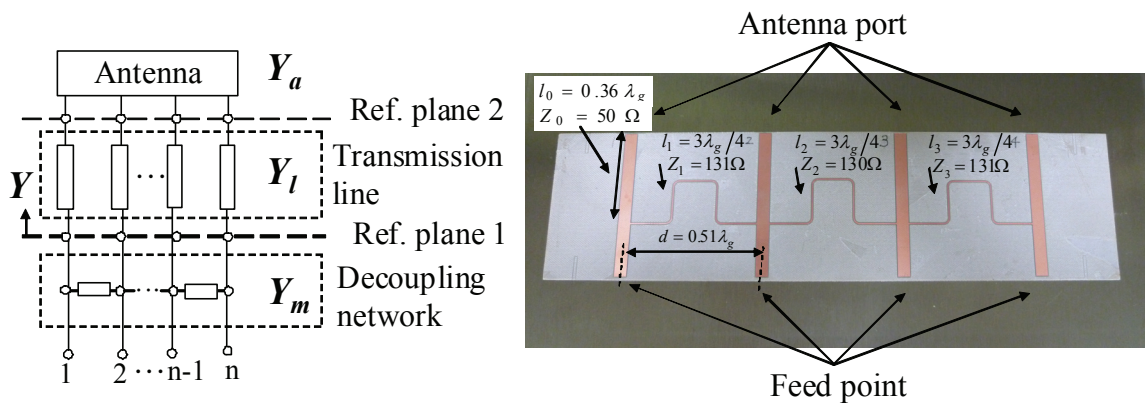 Antenna
Y_a
Ref. plane 2
Y
Y_l
Transmission
line
Ref. plane 1
Y_m
Decoupling
network
1
2
n-1
n
Antenna port
l_0 = 0.36 λ_g
Z_0 = 50 Ω
l_1 = 3λ_g/4
Z_1 = 131Ω
l_2 = 3λ_g/4
Z_2 = 130Ω
l_3 = 3λ_g/4
Z_3 = 131Ω
d = 0.51λ_g
Feed point